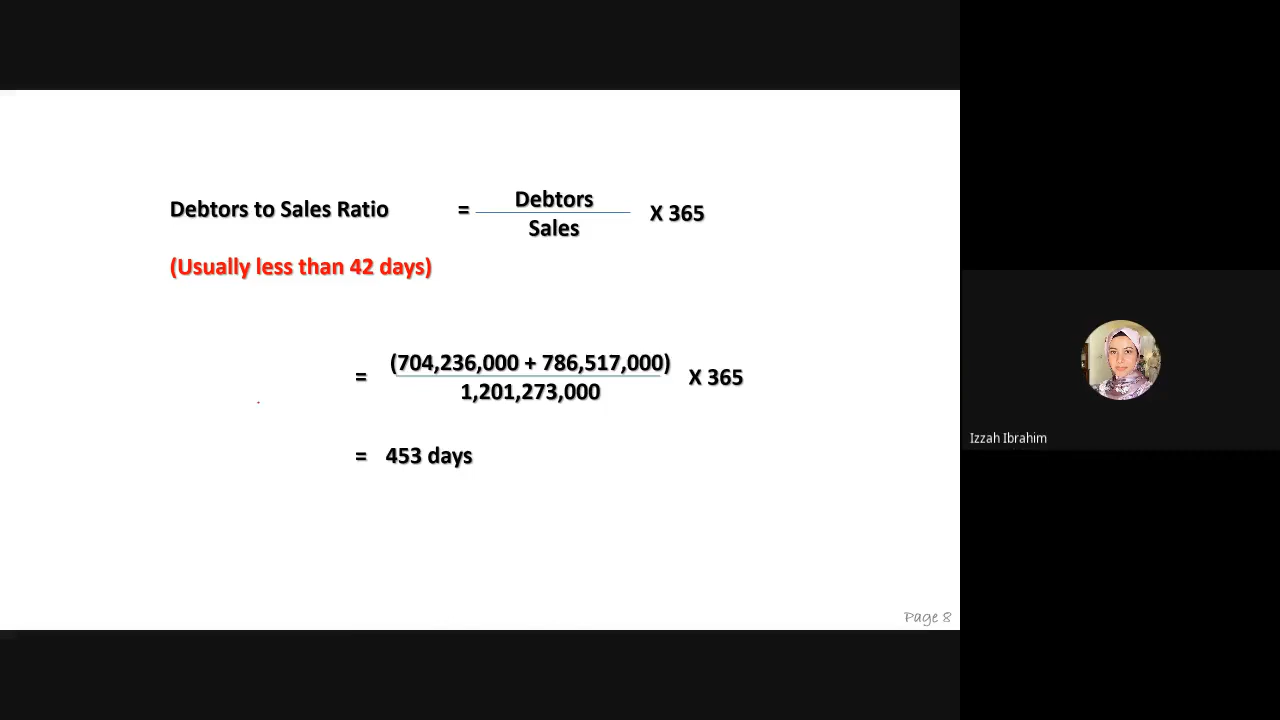 Debtors to Sales Ratio = Debtors X 365
Sales
(Usually less than 42 days)
= (704,236,000 + 786,517,000) X 365
1,201,273,000
= 453 days
Page 8
Izzah Ibrahim